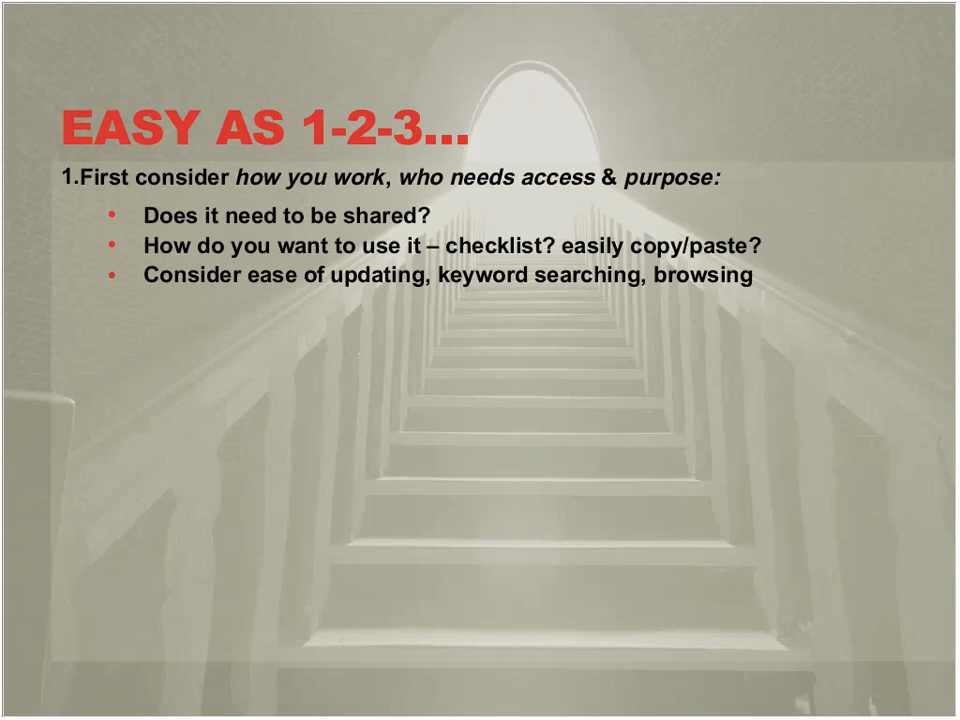 EASY AS 1-2-3...
1.First consider how you work, who needs access & purpose:
• Does it need to be shared?
• How do you want to use it – checklist? easily copy/paste?
• Consider ease of updating, keyword searching, browsing